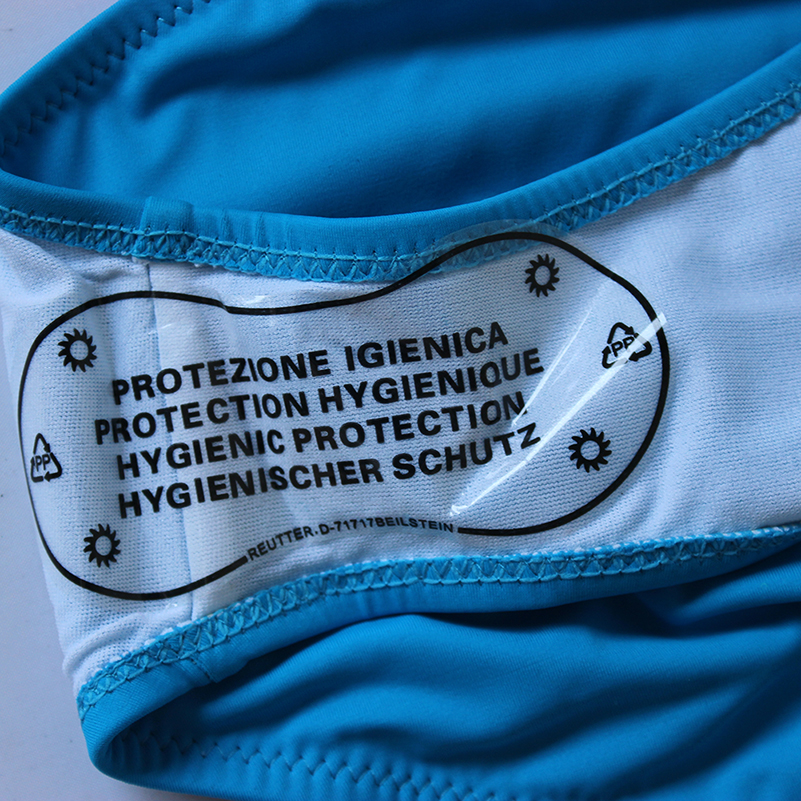 PROTEZIONE IGIENICA
PROTECTION HYGIENIQUE
HYGIENIC PROTECTION
HYGIENISCHER SCHUTZ
REUTTER.D-71717BEILSTEIN
PP
PP